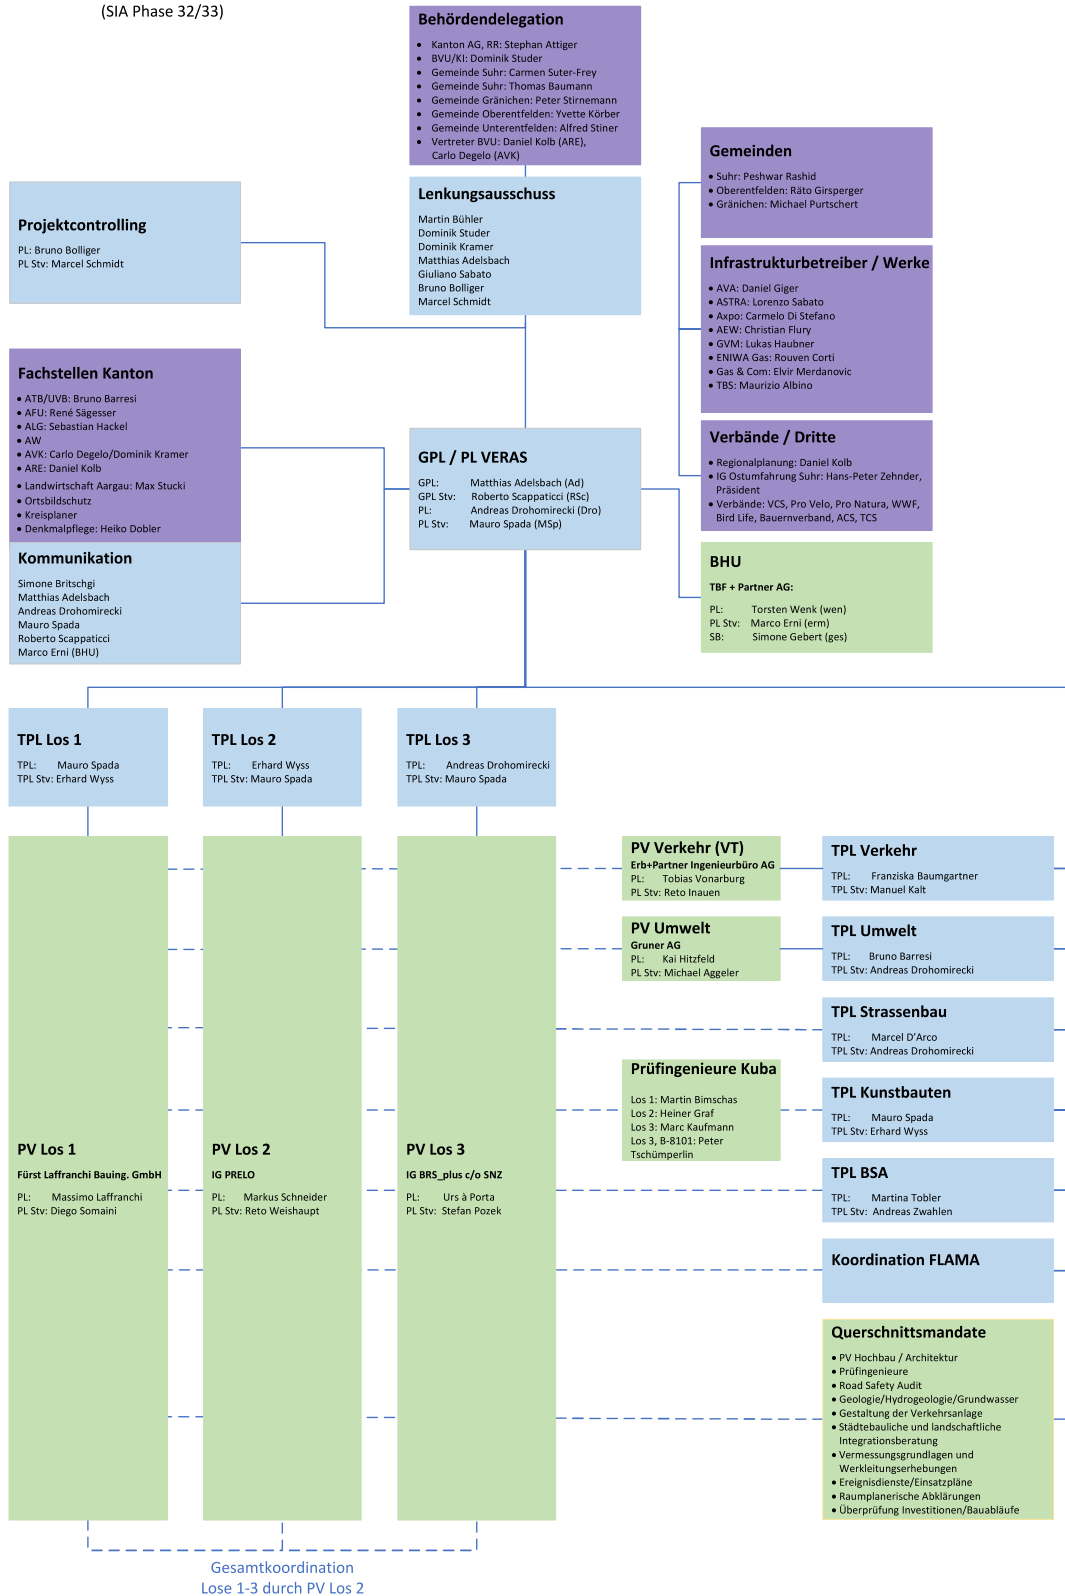 (SIA Phase 32/33)
Behördendelegation
• Kanton AG, RR: Stephan Attiger
• BVU/KI: Dominik Studer
• Gemeinde Suhr: Carmen Suter-Frey
• Gemeinde Suhr: Thomas Baumann
• Gemeinde Gränichen: Peter Stirnemann
• Gemeinde Oberentfelden: Yvette Körber
• Gemeinde Unterentfelden: Alfred Stiner
• Vertreter BVU: Daniel Kolb (ARE),
Carlo Degelo (AVK)
Lenkungsausschuss
Martin Bühler
Dominik Studer
Dominik Kramer
Matthias Adelsbach
Giuliano Sabato
Bruno Bolliger
Marcel Schmidt
Projektcontrolling
PL: Bruno Bolliger
PL Stv: Marcel Schmidt
Gemeinden
• Suhr: Peshwar Rashid
• Oberentfelden: Räto Girsperger
• Gränichen: Michael Purtschert
Infrastrukturbetreiber / Werke
• AVA: Daniel Giger
• ASTRA: Lorenzo Sabato
• Axpo: Carmelo Di Stefano
• AEW: Christian Flury
• GVM: Lukas Haubner
• ENIWA Gas: Rouven Corti
• Gas & Com: Elvir Merdanovic
• TBS: Maurizio Albino
Fachstellen Kanton
• ATB/UVB: Bruno Barresi
• AFU: René Sägesser
• ALG: Sebastian Hackel
• AW
• AVK: Carlo Degelo/Dominik Kramer
• ARE: Daniel Kolb
• Landwirtschaft Aargau: Max Stucki
• Ortsbildschutz
• Kreisplaner
• Denkmalpflege: Heiko Dobler
Verbände / Dritte
• Regionalplanung: Daniel Kolb
• IG Ostumfahrung Suhr: Hans-Peter Zehnder,
Präsident
• Verbände: VCS, Pro Velo, Pro Natura, WWF,
Bird Life, Bauernverband, ACS, TCS
GPL / PL VERAS
GPL: Matthias Adelsbach (Ad)
GPL Stv: Roberto Scappaticci (RSc)
PL: Andreas Drohomirecki (Dro)
PL Stv: Mauro Spada (MSp)
Kommunikation
Simone Britschgi
Matthias Adelsbach
Andreas Drohomirecki
Mauro Spada
Roberto Scappaticci
Marco Erni (BHU)
BHU
TBF + Partner AG:
PL: Torsten Wenk (wen)
PL Stv: Marco Erni (erm)
SB: Simone Gebert (ges)
TPL Los 1
TPL: Mauro Spada
TPL Stv: Erhard Wyss
TPL Los 2
TPL: Erhard Wyss
TPL Stv: Mauro Spada
TPL Los 3
TPL: Andreas Drohomirecki
TPL Stv: Mauro Spada
PV Los 1
Fürst Laffranchi Bauing. GmbH
PL: Massimo Laffranchi
PL Stv: Diego Somaini
PV Los 2
IG PRELO
PL: Markus Schneider
PL Stv: Reto Weishaupt
PV Los 3
IG BRS_plus c/o SNZ
PL: Urs à Porta
PL Stv: Stefan Pozek
PV Verkehr (VT)
Erb+Partner Ingenieurbüro AG
PL: Tobias Vonarburg
PL Stv: Reto Inauen
PV Umwelt
Gruner AG
PL: Kai Hitzfeld
PL Stv: Michael Aggeler
Prüfingenieure Kuba
Los 1: Martin Bimschas
Los 2: Heiner Graf
Los 3: Marc Kaufmann
Los 3, B-8101: Peter
Tschümperlin
TPL Verkehr
TPL: Franziska Baumgartner
TPL Stv: Manuel Kalt
TPL Umwelt
TPL: Bruno Barresi
TPL Stv: Andreas Drohomirecki
TPL Strassenbau
TPL: Marcel D’Arco
TPL Stv: Andreas Drohomirecki
TPL Kunstbauten
TPL: Mauro Spada
TPL Stv: Erhard Wyss
TPL BSA
TPL: Martina Tobler
TPL Stv: Andreas Zwahlen
Koordination FLAMA
Querschnittsmandate
• PV Hochbau / Architektur
• Prüfingenieure
• Road Safety Audit
• Geologie/Hydrogeologie/Grundwasser
• Gestaltung der Verkehrsanlage
• Städtebauliche und landschaftliche
Integrationsberatung
• Vermessungsgrundlagen und
Werkleitungserhebungen
• Ereignisdienste/Einsatzpläne
• Raumplanerische Abklärungen
• Überprüfung Investitionen/Bauabläufe
Gesamtkoordination
Lose 1-3 durch PV Los 2